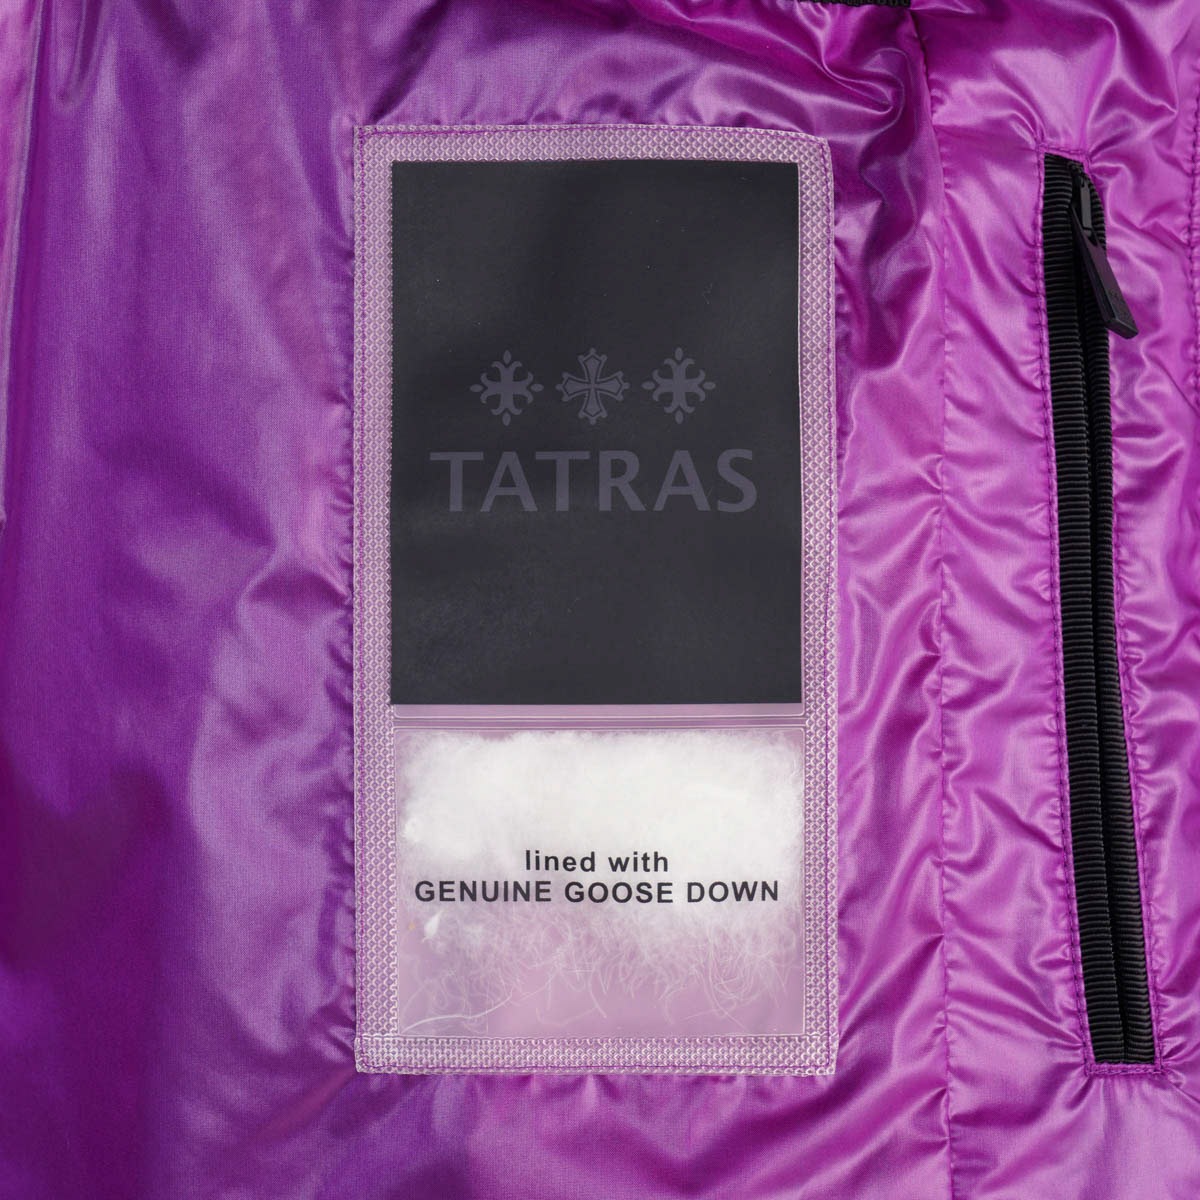 TATRAS
lined with
GENUINE GOOSE DOWN